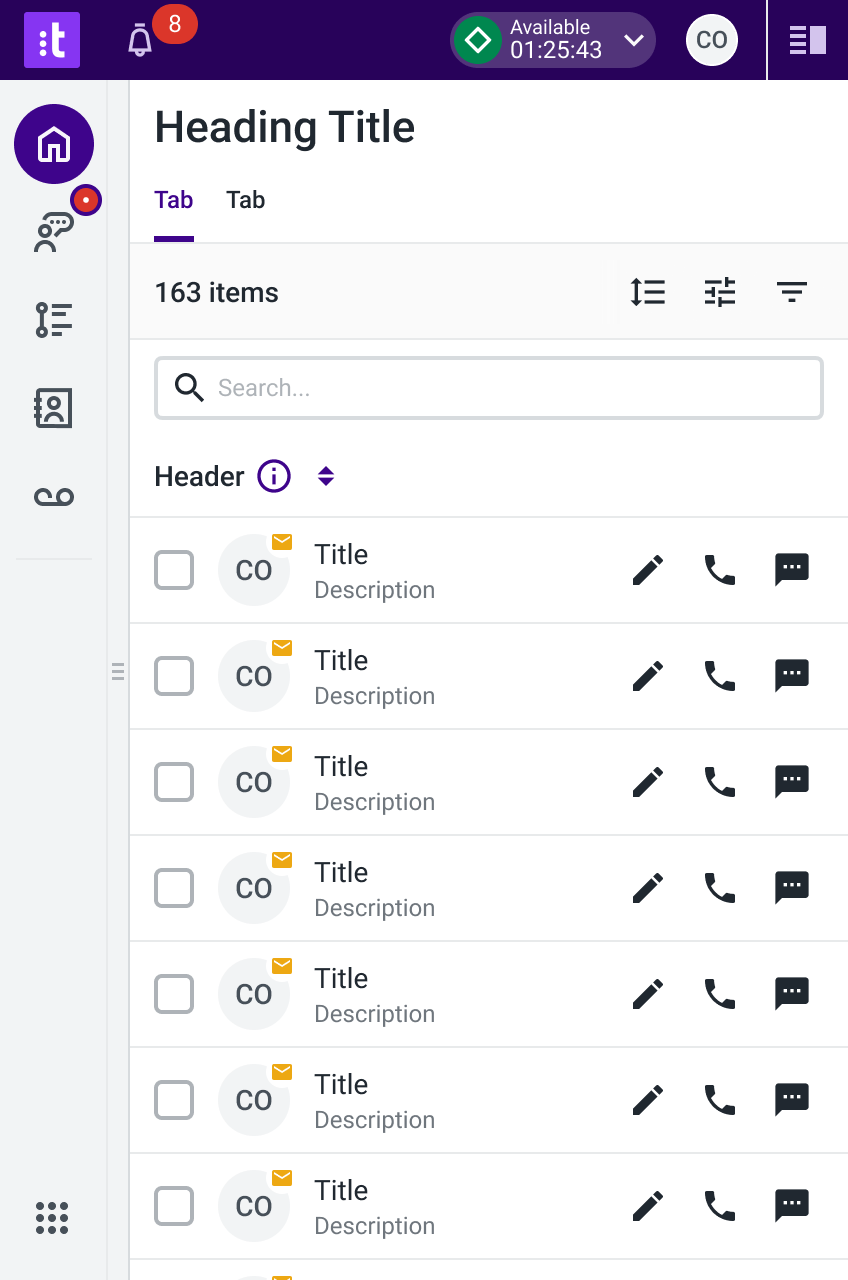 :t
8
Available
01:25:43
CO
Heading Title
Tab Tab
163 items
Search...
Header
CO
Title
Description
CO
Title
Description
CO
Title
Description
CO
Title
Description
CO
Title
Description
CO
Title
Description
CO
Title
Description